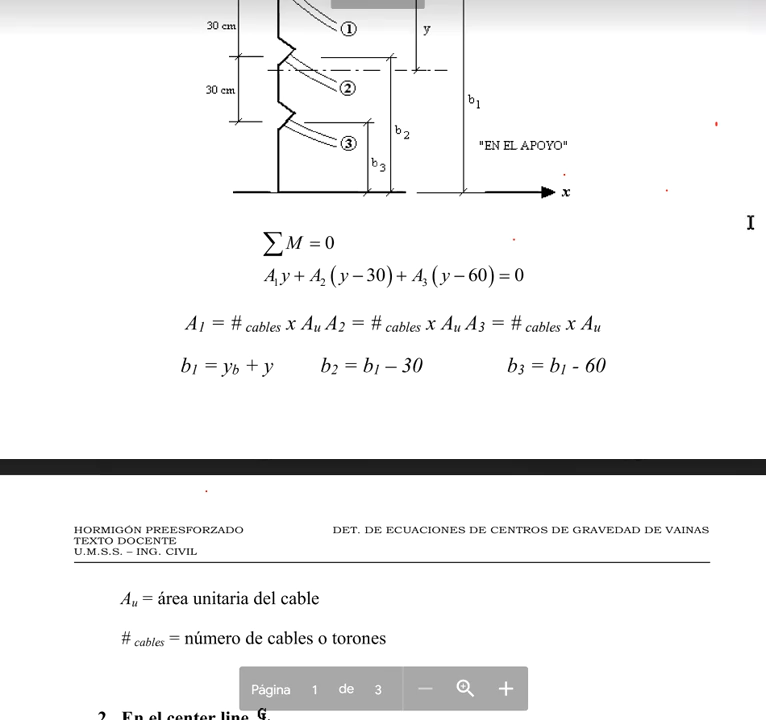 30 cm
①
y
②
30 cm
b1
b2
③
"EN EL APOYO"
b3
x
∑M = 0
A1y + A2(y−30) + A3(y−60) = 0
A1 = # cables x Au A2 = # cables x Au A3 = # cables x Au
b1 = yb + y b2 = b1 – 30 b3 = b1 - 60
HORMIGÓN PREESFORZADO DET. DE ECUACIONES DE CENTROS DE GRAVEDAD DE VAINAS
TEXTO DOCENTE
U.M.S.S. – ING. CIVIL
Au = área unitaria del cable
# cables = número de cables o torones
Página 1 de 3
2. En el center line